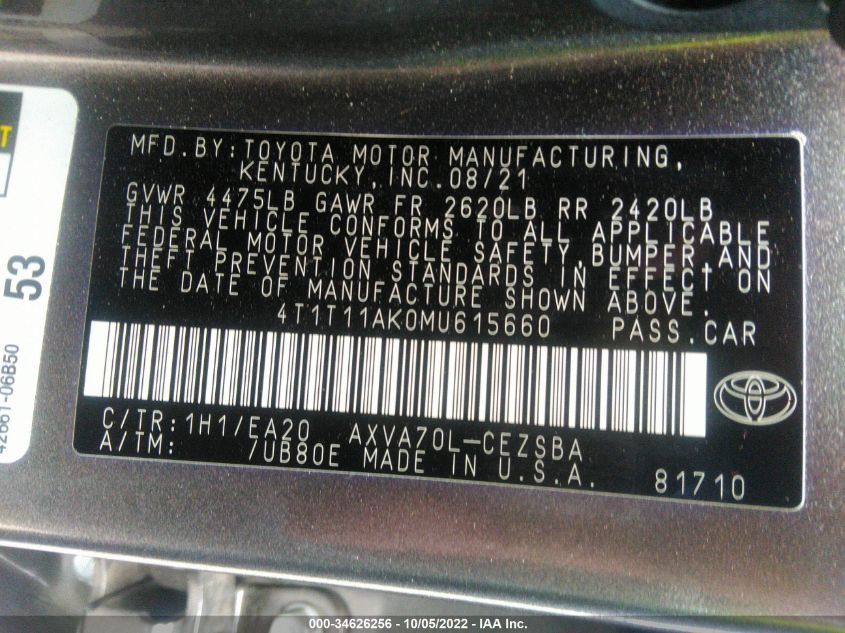 MFD.BY:TOYOTA MOTOR MANUFACTURING,
KENTUCKY,INC.08/21
GVWR 4475LB GAWR FR 2620LB RR 2420LB
THIS VEHICLE CONFORMS TO ALL APPLICABLE
FEDERAL MOTOR VEHICLE SAFETY,BUMPER,AND
THEFT PREVENTION STANDARDS IN EFFECT ON
THE DATE OF MANUFACTURE SHOWN ABOVE.
4T1T11AK0MU615660 PASS.CAR
C/TR:1H1/EA20 AXVA70L-CEZSBA
A/TM: /UB80E MADE IN U.S.A.
81710
T
53
42661-06B50
000-34626256 - 10/05/2022 - IAA Inc.